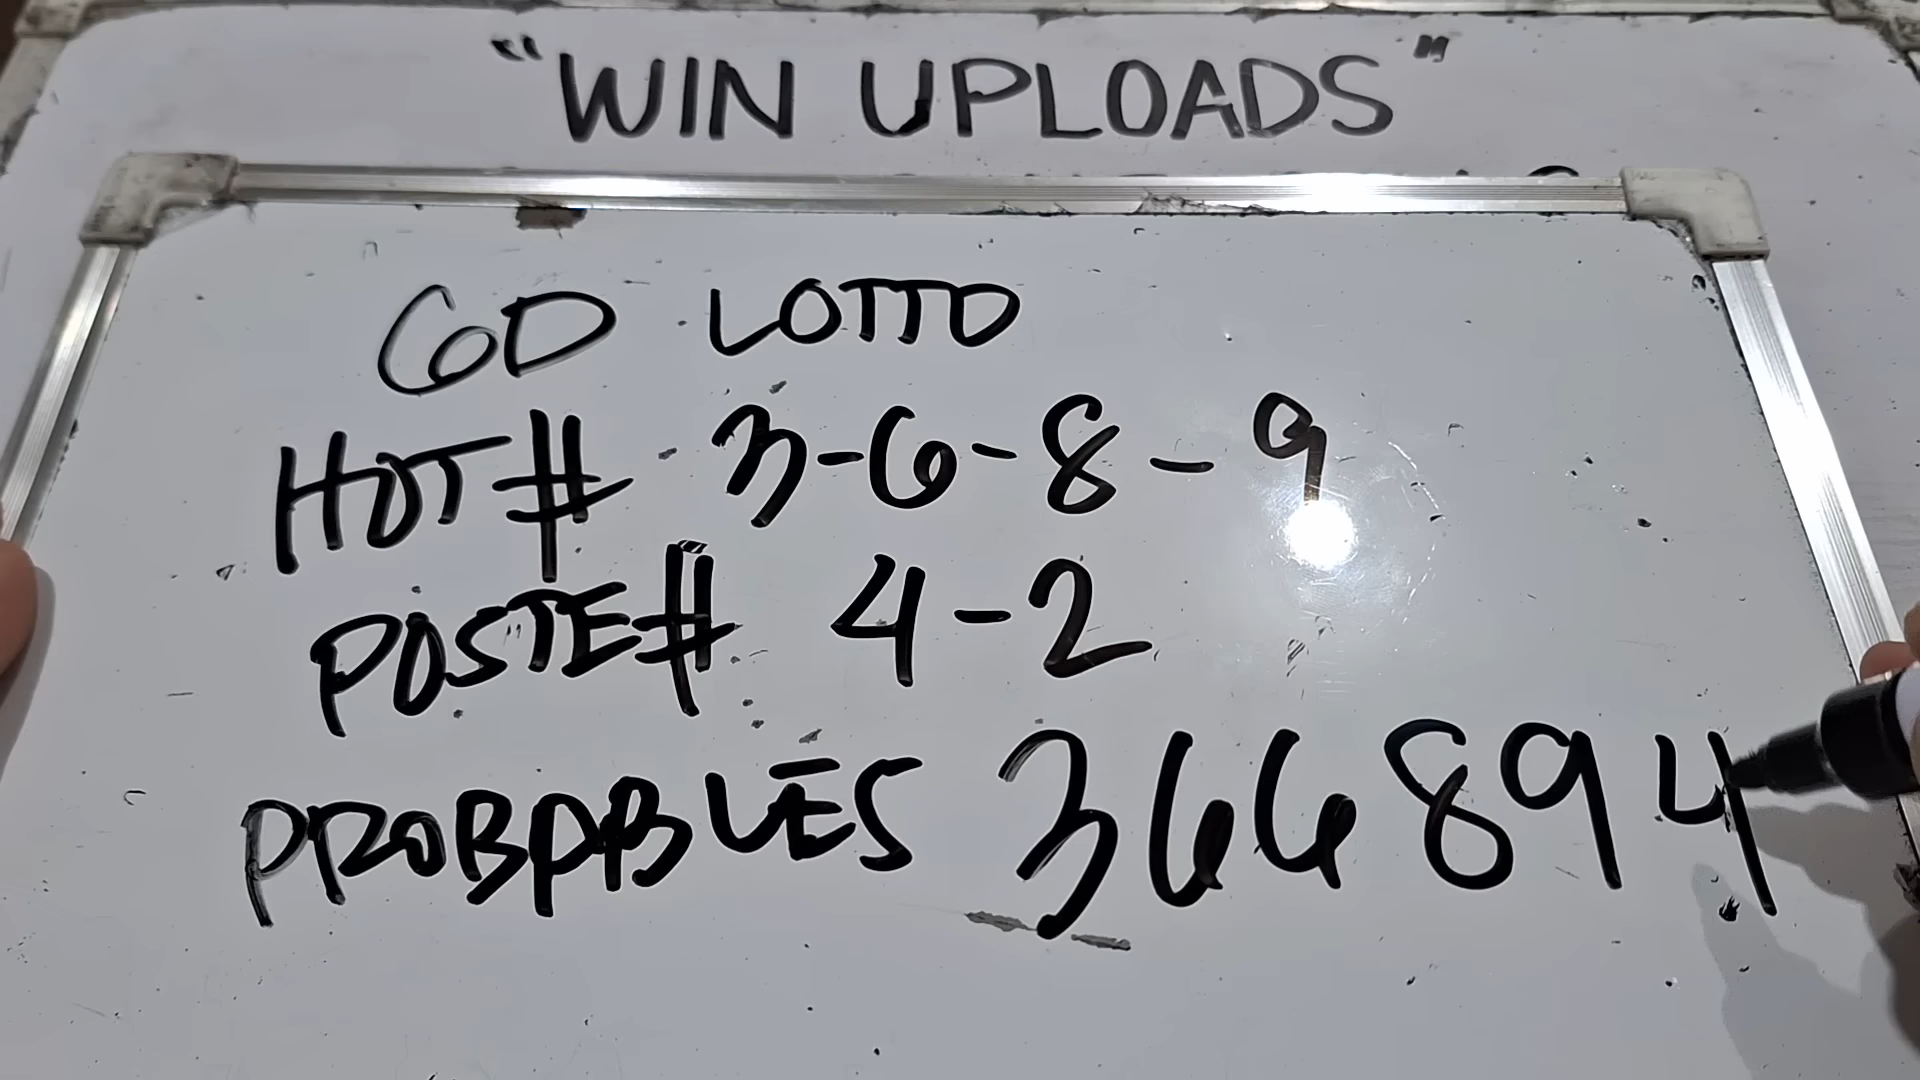 "WIN UPLOADS"
6D LOTTO
HOT# 3-6-8-9
POSTE# 4-2
PROBABLES 366894